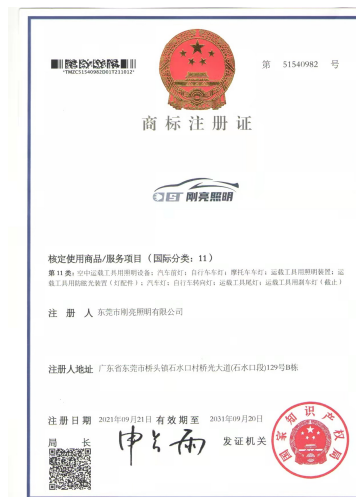 *TMZC51540982D01T211012*
第 51540982 号
商标注册证
GST 刚亮照明
核定使用商品/服务项目（国际分类：11）
第11类：空中运载工具用照明设备；汽车前灯；自行车车灯；摩托车车灯；运载工具用照明装置；运
载工具用防眩光装置（灯配件）；汽车灯；自行车转向灯；运载工具尾灯；运载工具用刹车灯（截止）
注 册 人 东莞市刚亮照明有限公司
注册人地址 广东省东莞市桥头镇石水口村桥光大道(石水口段)129号B栋
注册日期 2021年09月21日 有效期至 2031年09月20日
局 长 申长雨 发证机关
国家知识产权局